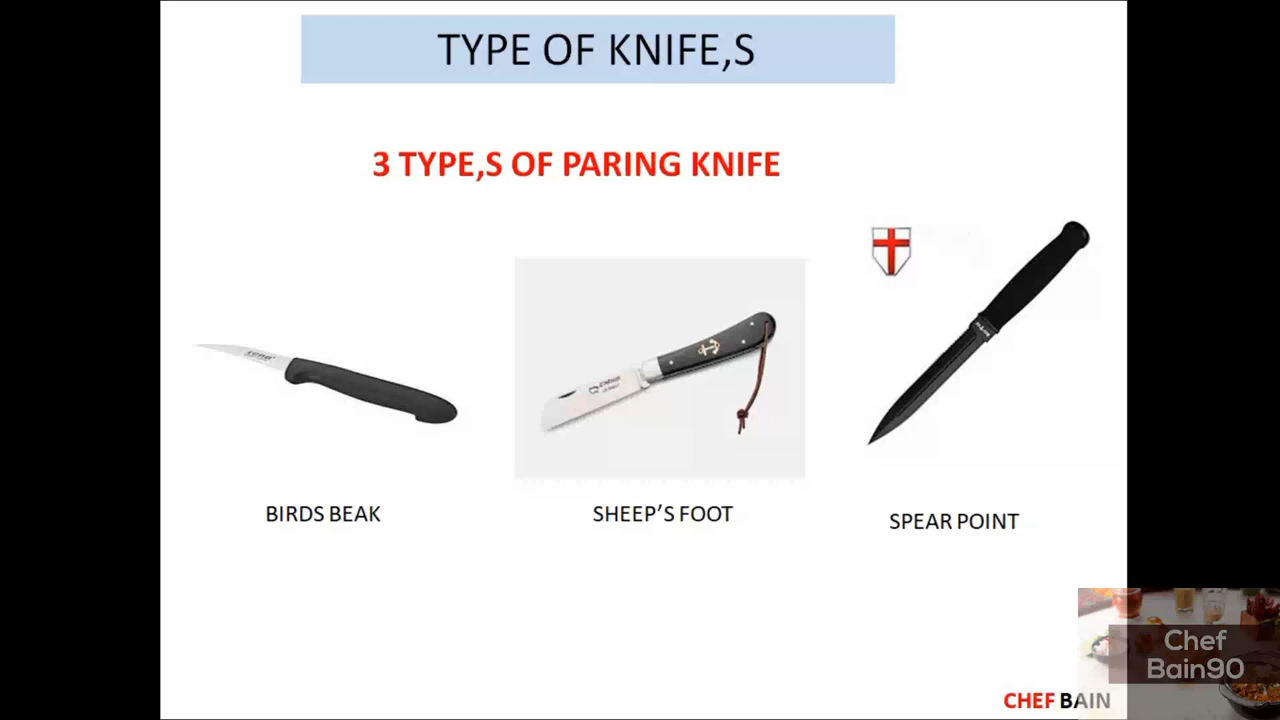 TYPE OF KNIFE,S
3 TYPE,S OF PARING KNIFE
BIRDS BEAK
SHEEP’S FOOT
SPEAR POINT
Chef
Bain90
CHEF BAIN